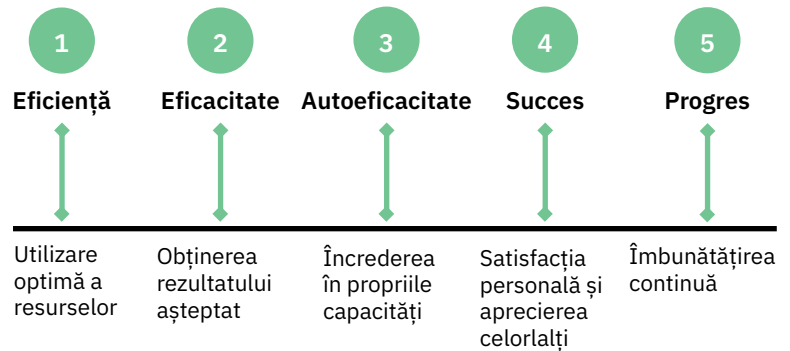 1 2 3 4 5
Eficiență Eficacitate Autoeficacitate Succes Progres
Utilizare
optimă a
resurselor
Obținerea
rezultatului
așteptat
Încrederea
în propriile
capacități
Satisfacția
personală și
aprecierea
celorlalți
Îmbunătățirea
continuă